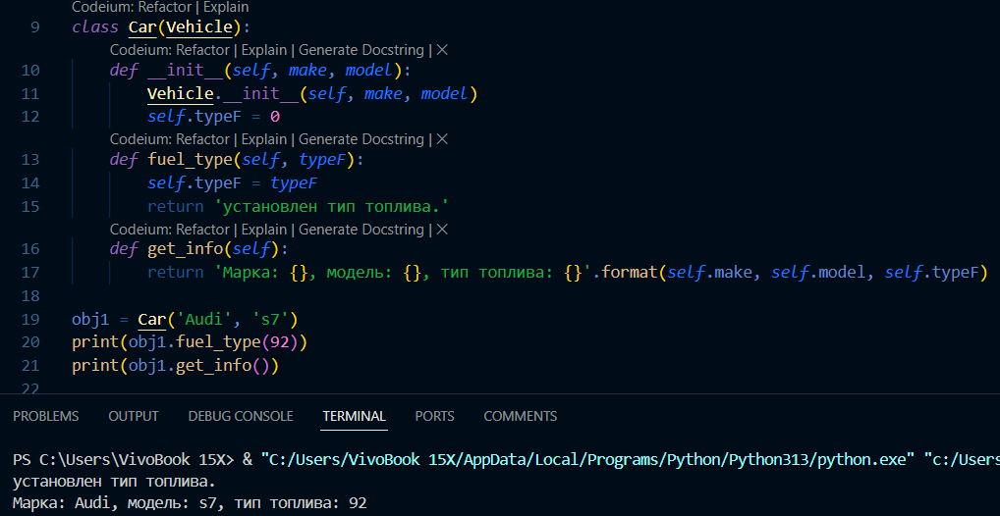 Codeium: Refactor | Explain
9 class Car(Vehicle):
Codeium: Refactor | Explain | Generate Docstring | ✕
10 def __init__(self, make, model):
11 Vehicle.__init__(self, make, model)
12 self.typeF = 0
Codeium: Refactor | Explain | Generate Docstring | ✕
13 def fuel_type(self, typeF):
14 self.typeF = typeF
15 return 'установлен тип топлива.'
Codeium: Refactor | Explain | Generate Docstring | ✕
16 def get_info(self):
17 return 'Марка: {}, модель: {}, тип топлива: {}'.format(self.make, self.model, self.typeF)
18
19 obj1 = Car('Audi', 's7')
20 print(obj1.fuel_type(92))
21 print(obj1.get_info())
22
PROBLEMS OUTPUT DEBUG CONSOLE TERMINAL PORTS COMMENTS
PS C:\Users\VivoBook 15X> & "C:/Users/VivoBook 15X/AppData/Local/Programs/Python/Python313/python.exe" "c:/Users
установлен тип топлива.
Марка: Audi, модель: s7, тип топлива: 92